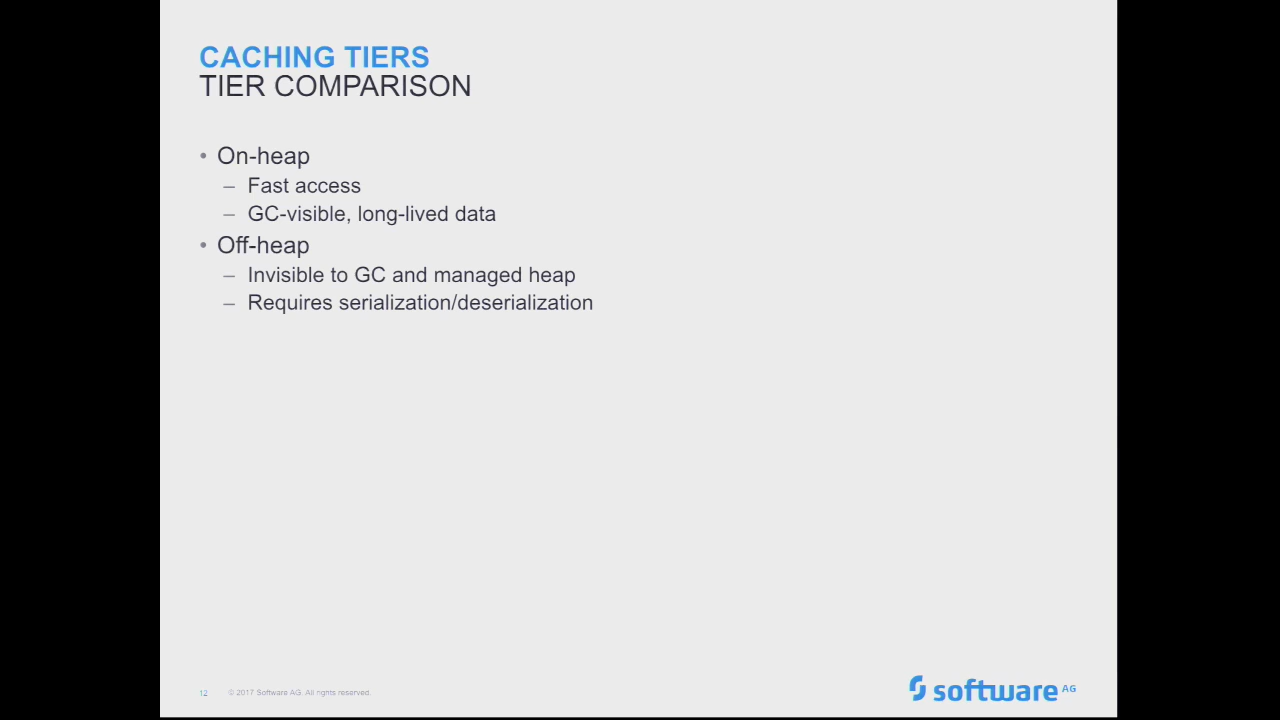 CACHING TIERS
TIER COMPARISON
• On-heap
– Fast access
– GC-visible, long-lived data
• Off-heap
– Invisible to GC and managed heap
– Requires serialization/deserialization
12 © 2017 Software AG. All rights reserved.
software AG